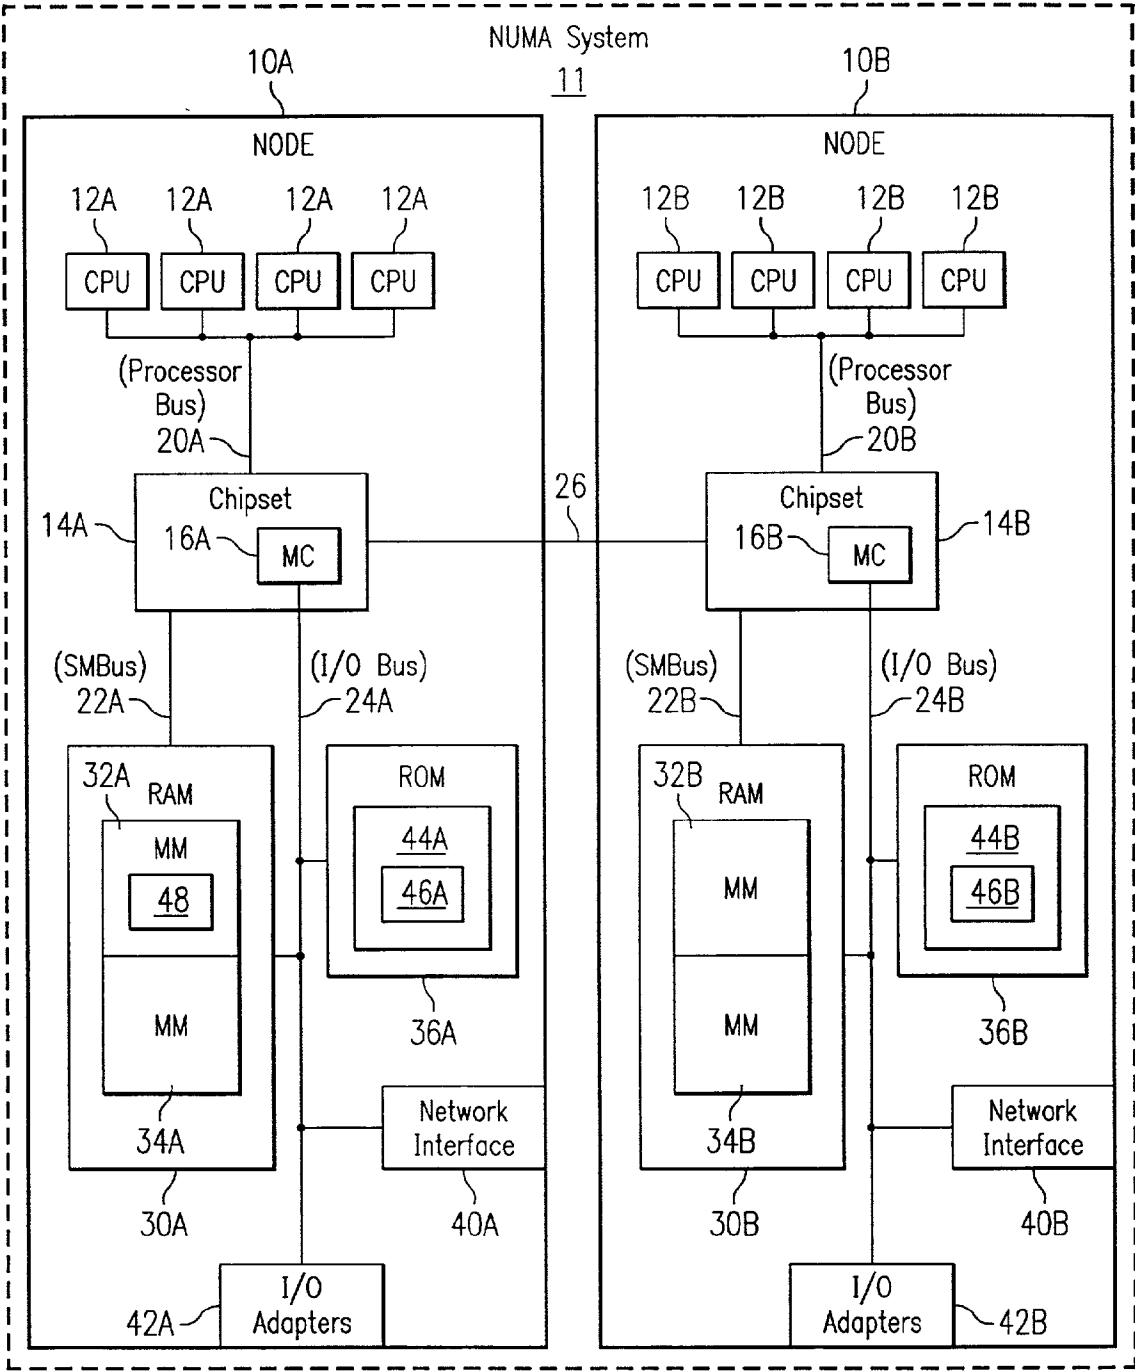 NUMA System
11
10A
10B
NODE
NODE
12A 12A 12A 12A
12B 12B 12B 12B
CPU CPU CPU CPU
CPU CPU CPU CPU
(Processor
Bus)
20A
(Processor
Bus)
20B
Chipset
14A
16A
MC
26
Chipset
16B
MC
14B
(SMBus)
22A
(I/O Bus)
24A
(SMBus)
22B
(I/O Bus)
24B
32A
RAM
MM
48
MM
34A
30A
ROM
44A
46A
36A
Network
Interface
40A
I/O
Adapters
42A
32B
RAM
MM
MM
34B
30B
ROM
44B
46B
36B
Network
Interface
40B
I/O
Adapters
42B